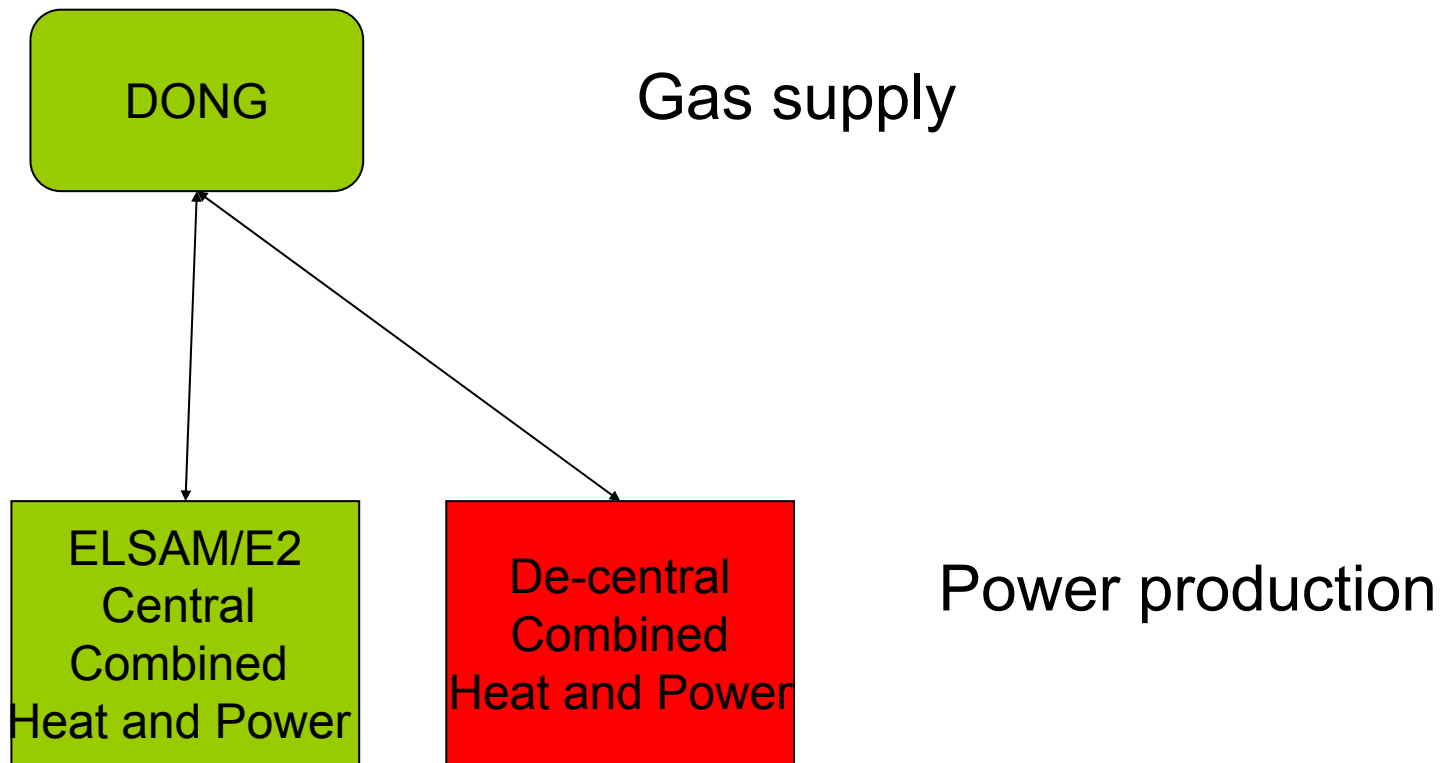 DONG
Gas supply
ELSAM/E2
Central
Combined
Heat and Power
De-central
Combined
Heat and Power
Power production